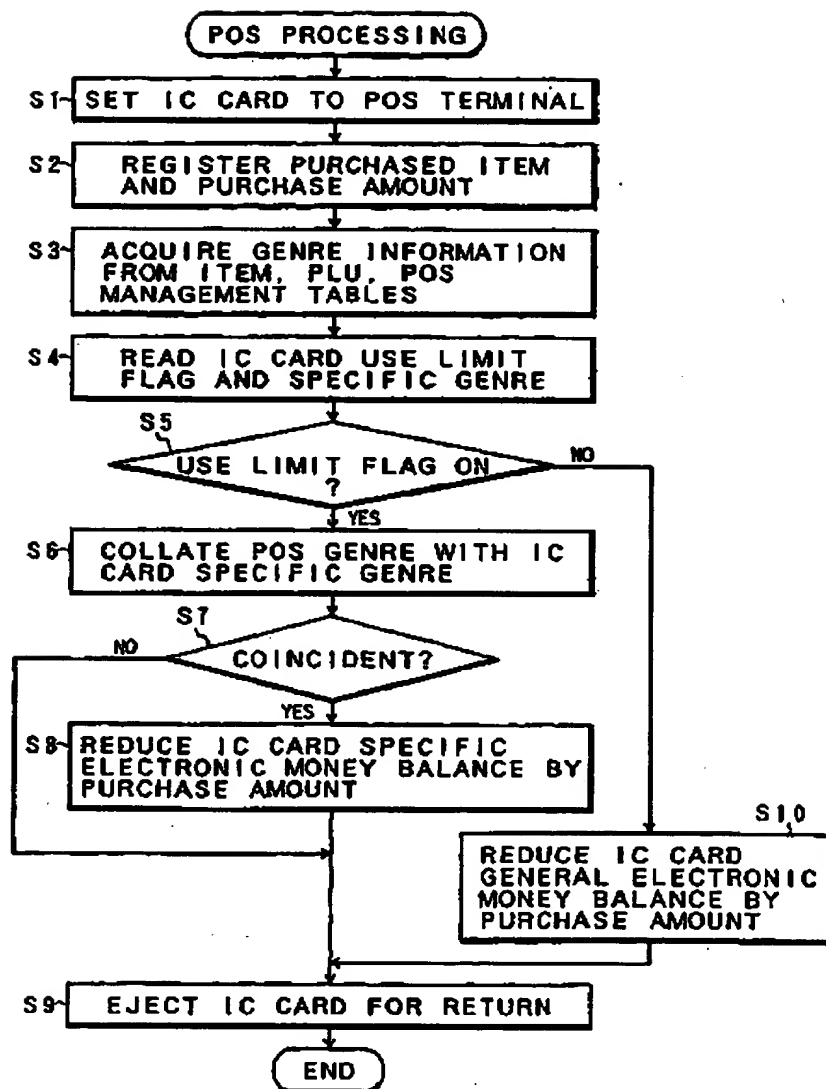 POS PROCESSING
S1
SET IC CARD TO POS TERMINAL
S2
REGISTER PURCHASED ITEM
AND PURCHASE AMOUNT
S3
ACQUIRE GENRE INFORMATION
FROM ITEM, PLU, POS
MANAGEMENT TABLES
S4
READ IC CARD USE LIMIT
FLAG AND SPECIFIC GENRE
S5
USE LIMIT FLAG ON
?
NO
YES
S6
COLLATE POS GENRE WITH IC
CARD SPECIFIC GENRE
S7
NO
COINCIDENT?
YES
S8
REDUCE IC CARD SPECIFIC
ELECTRONIC MONEY BALANCE BY
PURCHASE AMOUNT
S10
REDUCE IC CARD
GENERAL ELECTRONIC
MONEY BALANCE BY
PURCHASE AMOUNT
S9
EJECT IC CARD FOR RETURN
END